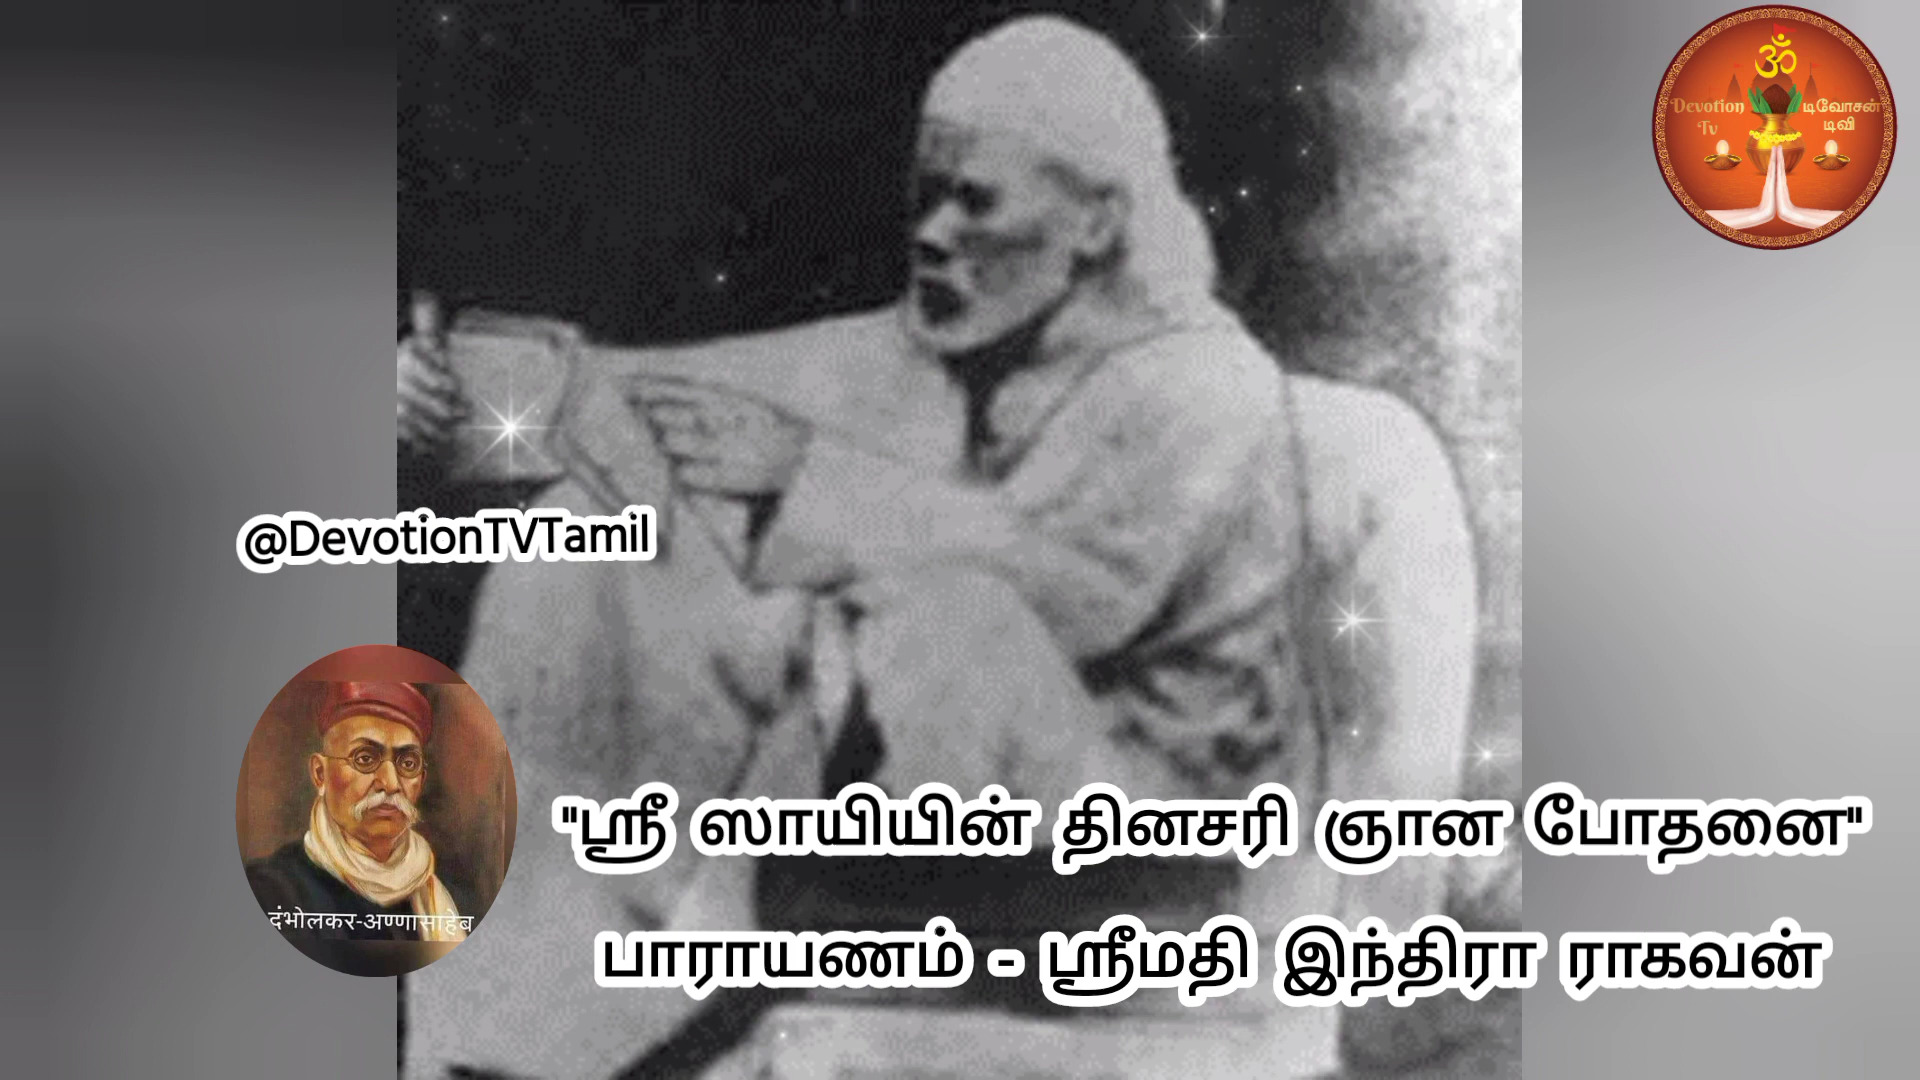 ॐ
Devotion டிவோசன்
Tv டிவி
@DevotionTVTamil
दंभोलकर-अण्णासाहेब
"ஸ்ரீ ஸாயியின் தினசரி ஞான போதனை"
பாராயணம் - ஸ்ரீமதி இந்திரா ராகவன்